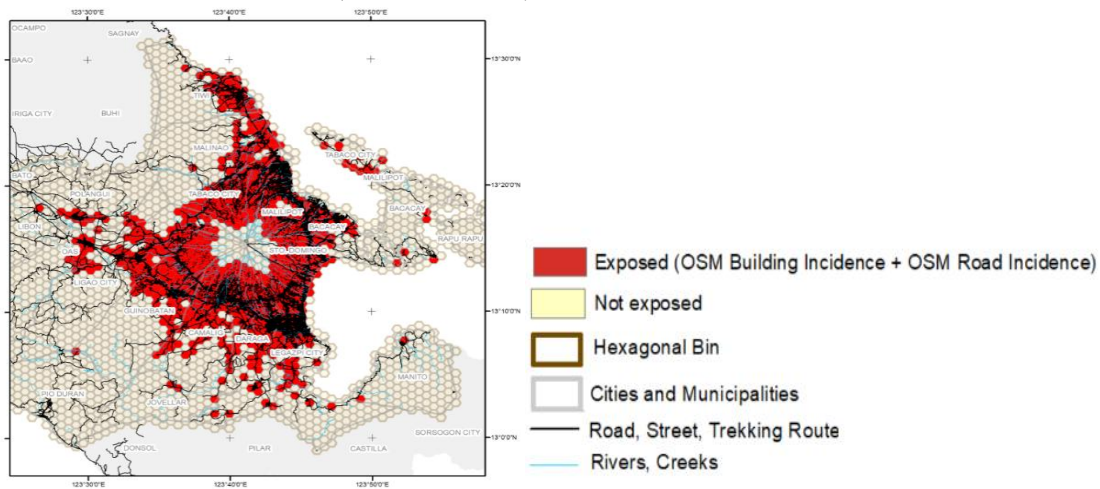 123°30'0"E 123°40'0"E 123°50'0"E
OCAMPO
SAGNAY
13°30'0"N
BAAO
TIWI
IRIGA CITY
BUHI
MALINAO
TABACO CITY
MALILIPOT
BATO
13°20'0"N
POLANGUI
TABACO CITY
BACACAY
MALILIPOT
LIBON
BACACAY
RAPU RAPU
OAS
STO. DOMINGO
LIGAO CITY
GUINOBATAN
13°10'0"N
CAMALIG
DARAGA
LEGAZPI CITY
MANITO
PIO DURAN
JOVELLAR
SORSOGON CITY
13°0'0"N
DONSOL
PILAR
CASTILLA
123°30'0"E 123°40'0"E 123°50'0"E
Exposed (OSM Building Incidence + OSM Road Incidence)
Not exposed
Hexagonal Bin
Cities and Municipalities
Road, Street, Trekking Route
Rivers, Creeks